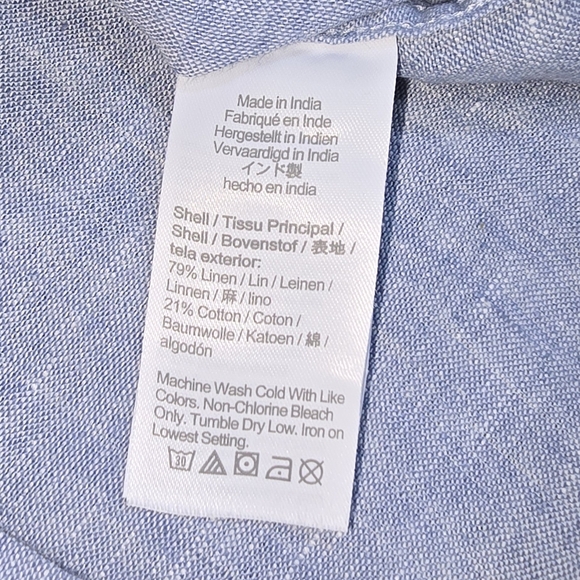 Made in India
Fabriqué en Inde
Hergestellt in Indien
Vervaardigd in India
インド製
hecho en india
Shell / Tissu Principal /
Shell / Bovenstof / 表地 /
tela exterior:
79% Linen / Lin / Leinen /
Linnen / 麻 / lino
21% Cotton / Coton /
Baumwolle / Katoen / 綿 /
algodón
Machine Wash Cold With Like
Colors. Non-Chlorine Bleach
Only. Tumble Dry Low. Iron on
Lowest Setting.
30